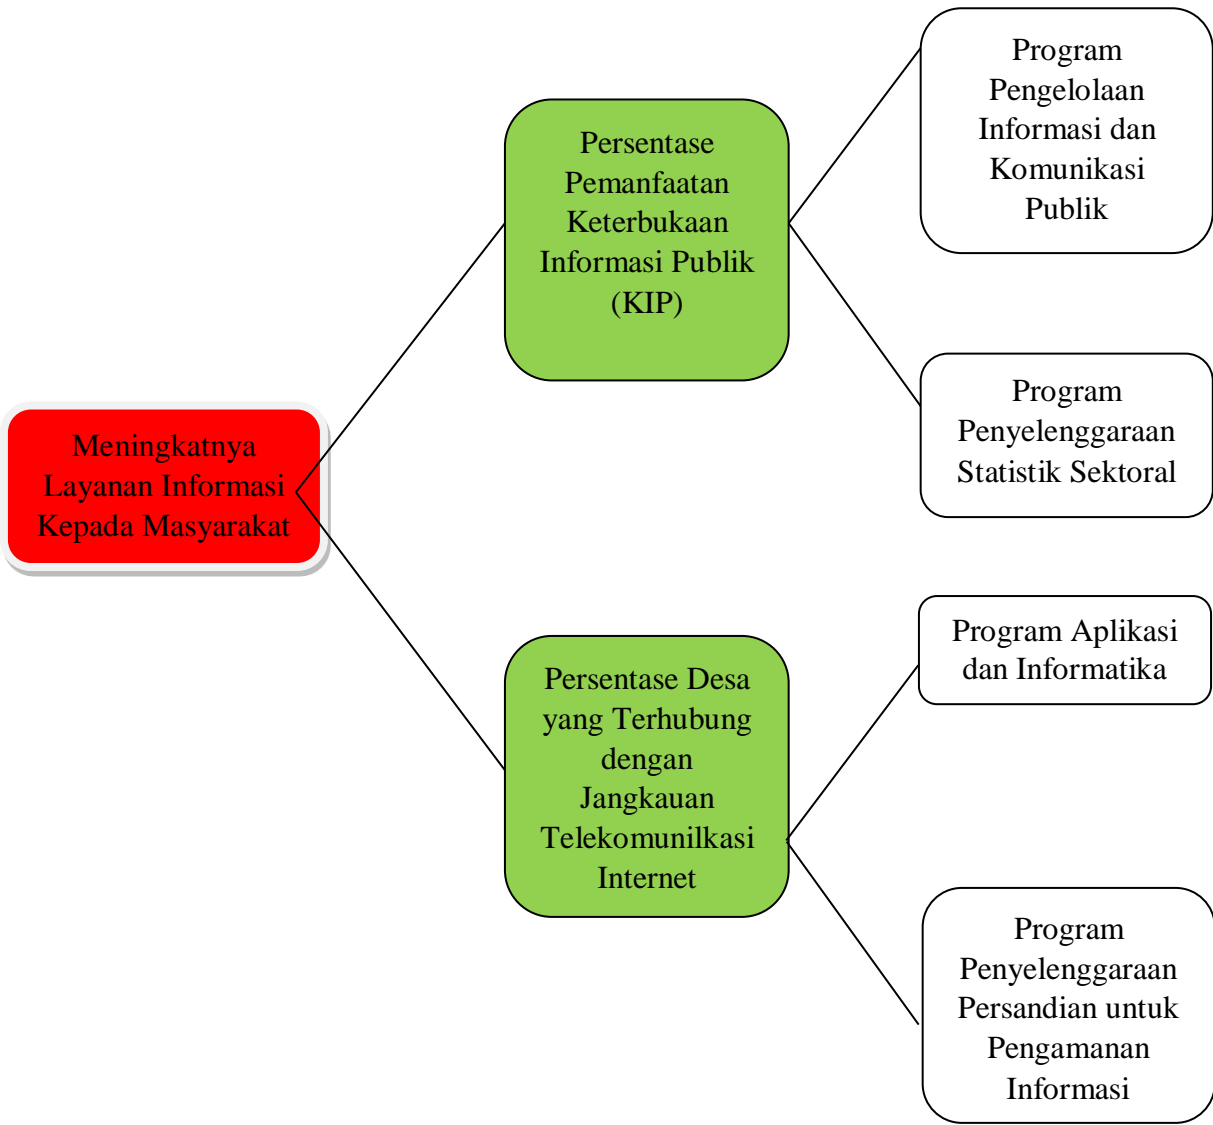 Meningkatnya
Layanan Informasi
Kepada Masyarakat
Persentase
Pemanfaatan
Keterbukaan
Informasi Publik
(KIP)
Program
Pengelolaan
Informasi dan
Komunikasi
Publik
Program
Penyelenggaraan
Statistik Sektoral
Persentase Desa
yang Terhubung
dengan
Jangkauan
Telekomunilkasi
Internet
Program Aplikasi
dan Informatika
Program
Penyelenggaraan
Persandian untuk
Pengamanan
Informasi